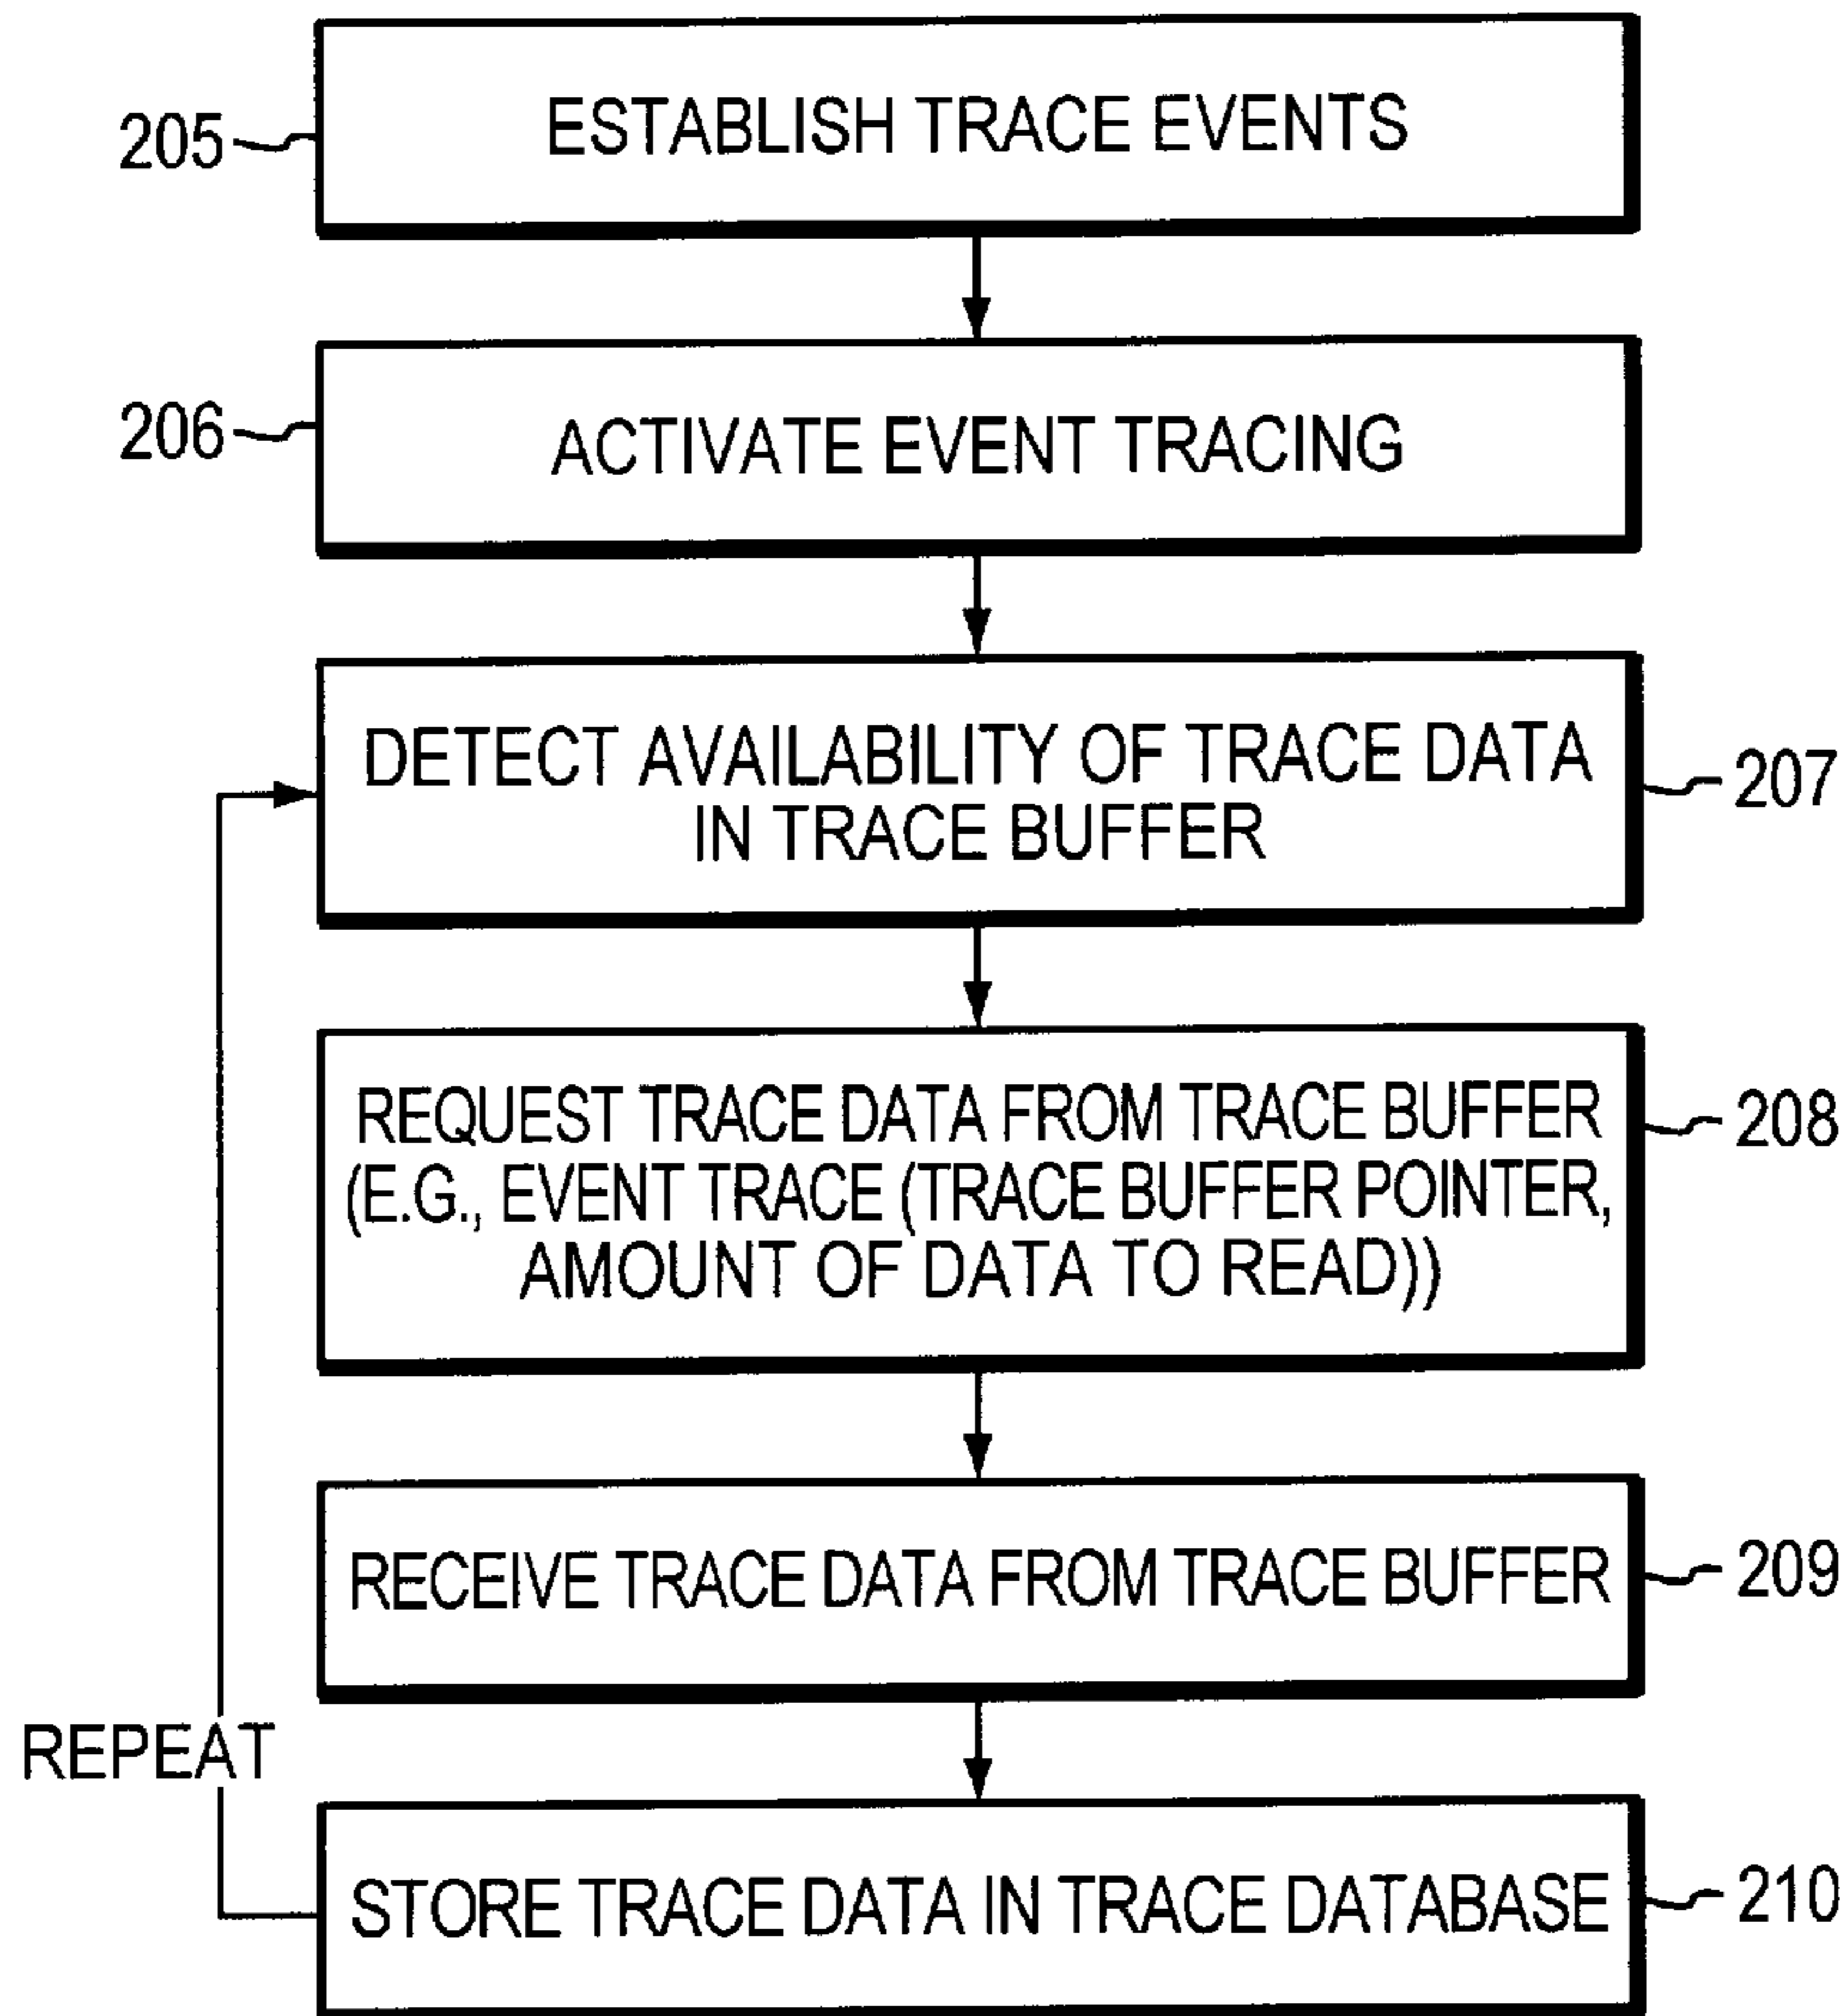 205
ESTABLISH TRACE EVENTS
206
ACTIVATE EVENT TRACING
DETECT AVAILABILITY OF TRACE DATA
IN TRACE BUFFER
207
REQUEST TRACE DATA FROM TRACE BUFFER
(E.G., EVENT TRACE (TRACE BUFFER POINTER,
AMOUNT OF DATA TO READ))
208
RECEIVE TRACE DATA FROM TRACE BUFFER
209
REPEAT
STORE TRACE DATA IN TRACE DATABASE
210